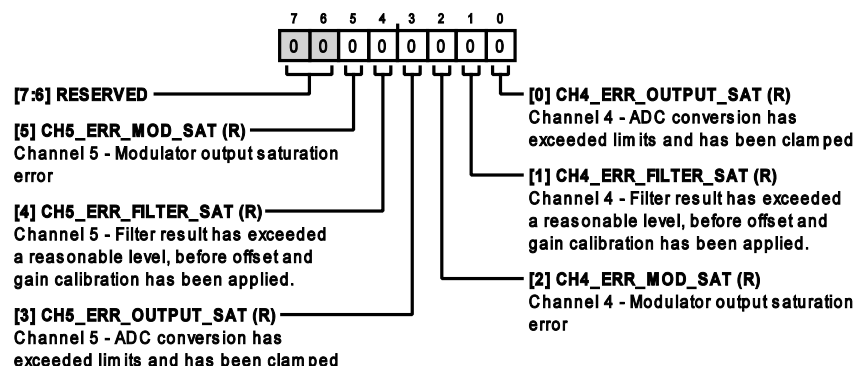 7 6 5 4 3 2 1 0
0 0 0 0 0 0 0 0
[7:6] RESERVED
[5] CH5_ERR_MOD_SAT (R)
Channel 5 - Modulator output saturation
error
[4] CH5_ERR_FILTER_SAT (R)
Channel 5 - Filter result has exceeded
a reasonable level, before offset and
gain calibration has been applied.
[3] CH5_ERR_OUTPUT_SAT (R)
Channel 5 - ADC conversion has
exceeded limits and has been clamped
[0] CH4_ERR_OUTPUT_SAT (R)
Channel 4 - ADC conversion has
exceeded limits and has been clamped
[1] CH4_ERR_FILTER_SAT (R)
Channel 4 - Filter result has exceeded
a reasonable level, before offset and
gain calibration has been applied.
[2] CH4_ERR_MOD_SAT (R)
Channel 4 - Modulator output saturation
error